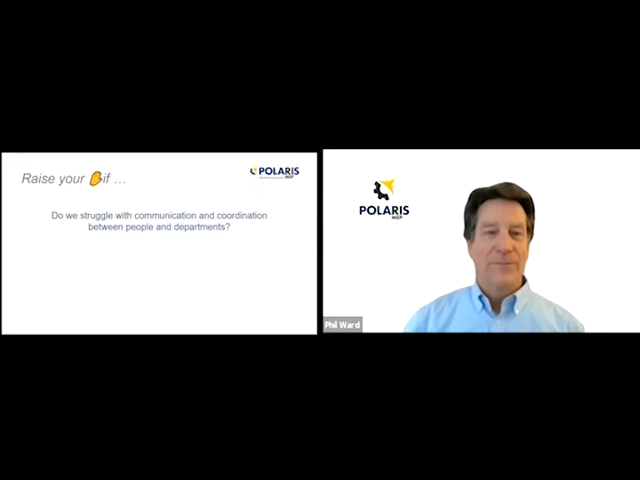 Raise your if ...
POLARIS
MEP
Do we struggle with communication and coordination
between people and departments?
POLARIS
MEP
Phil Ward